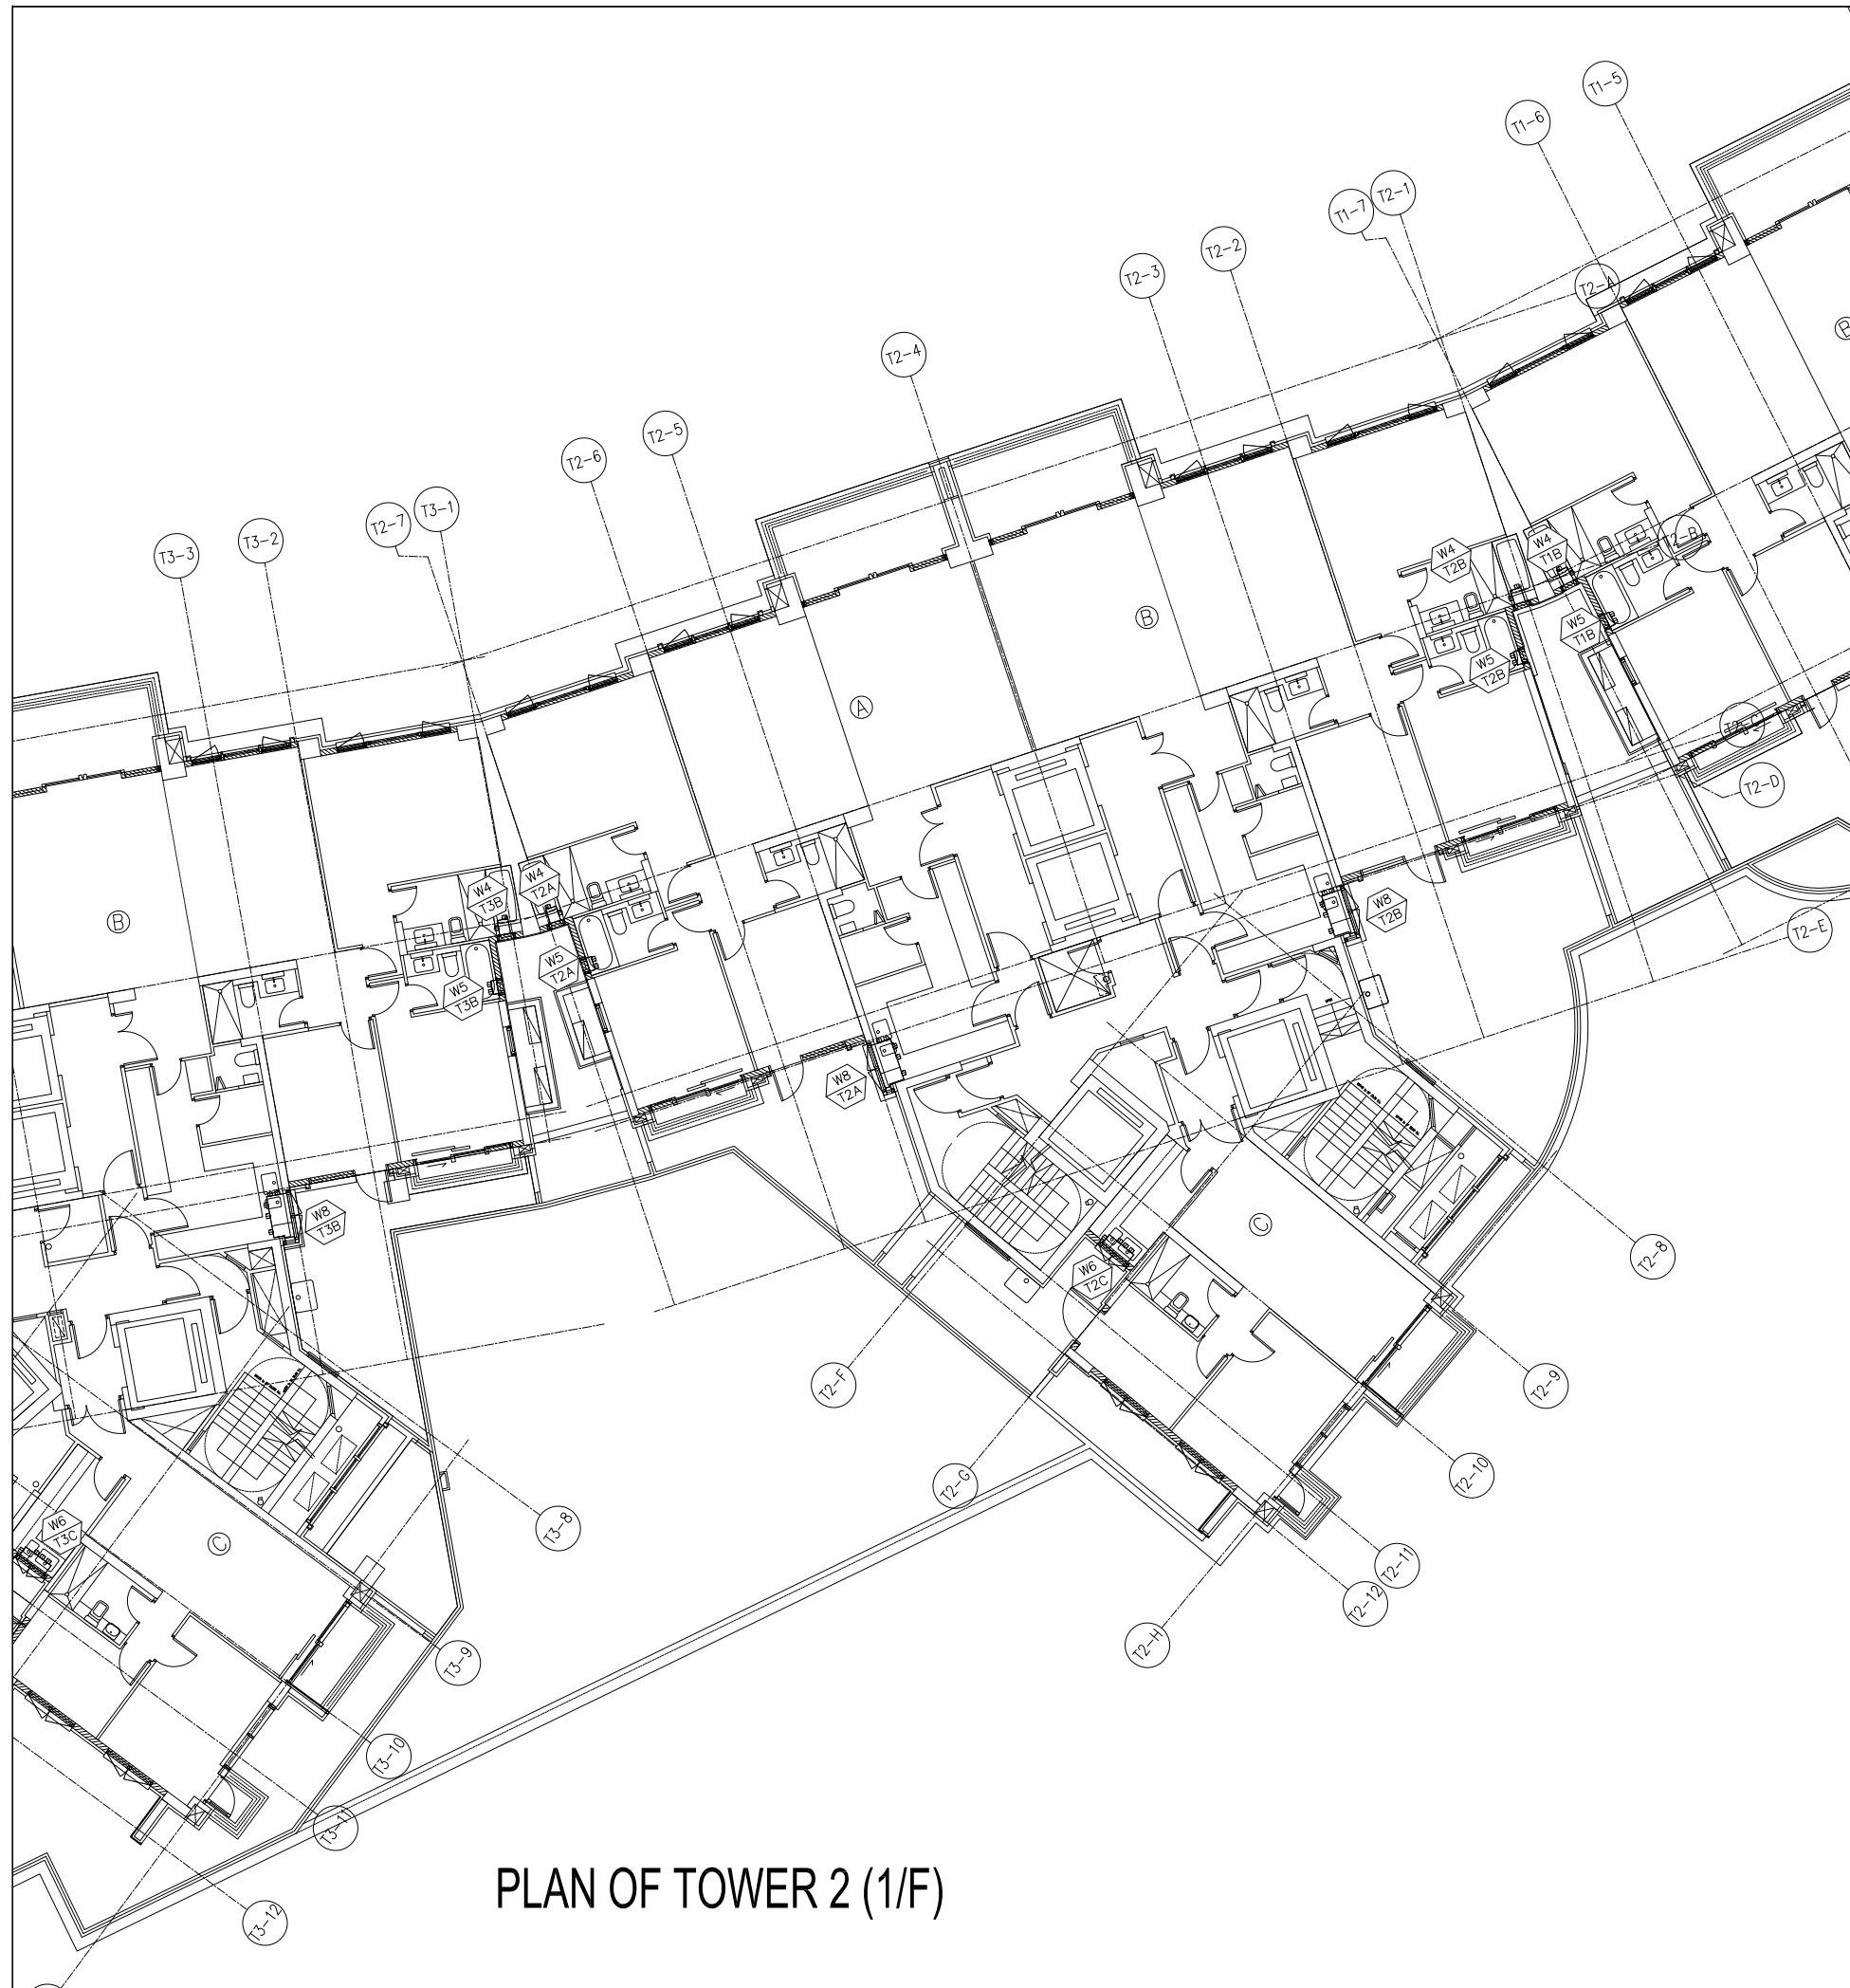 T1-5
T1-6
T2-1
T1-7
T2-2
T2-3
T2-A
B
T2-4
T2-5
T2-6
T3-1
T2-7
T3-2
T3-3
T2-B
W4
T2B
W4
T1B
W5
T1B
W5
T2B
B
A
T2-C
T2-D
W4
T3B
W4
T2A
B
W8
T2B
T2-E
W5
T2A
W5
T3B
W8
T2A
W8
T3B
C
T2-8
W6
T2C
T2-F
T2-9
T2-G
T2-10
T3-8
W6
T3C
C
T2-11
T2-12
T2-H
T3-9
T3-10
T3-11
T3-12
PLAN OF TOWER 2 (1/F)